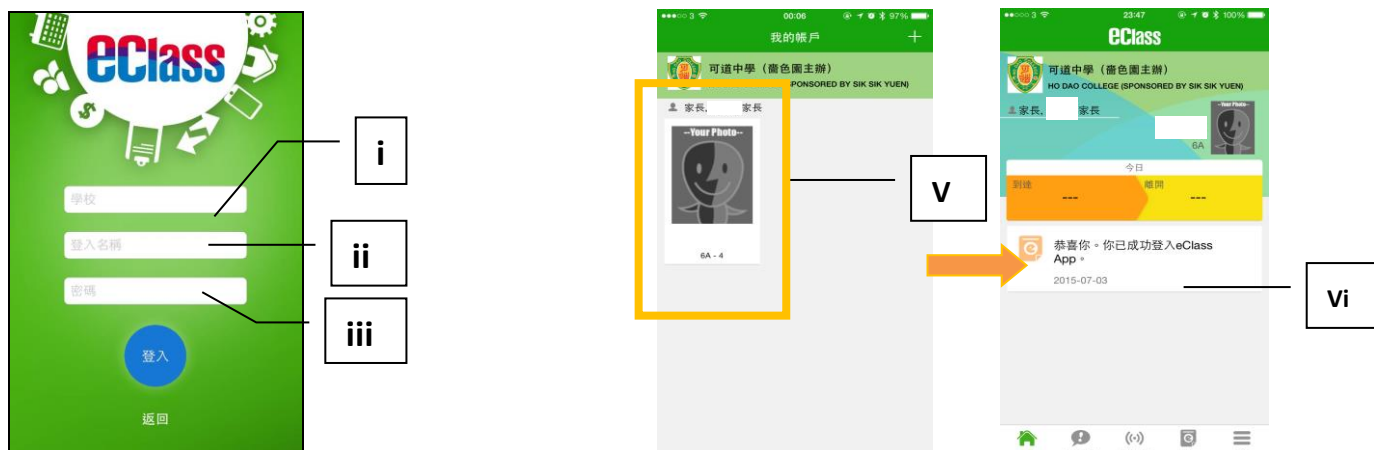 eClass
學校
登入名稱
密碼
登入
返回
i
ii
iii
3 00:06 97%
我的帳戶 +
可道中學（嗇色園主辦）
SPONSORED BY SIK SIK YUEN)
家長, 家長
--Your Photo--
6A - 4
V
3 23:47 100%
eClass
可道中學（嗇色園主辦）
HO DAO COLLEGE (SPONSORED BY SIK SIK YUEN)
家長, 家長
--Your Photo--
6A
今日
到達 離開
--- ---
恭喜你。你已成功登入eClass
App。
2015-07-03
Vi